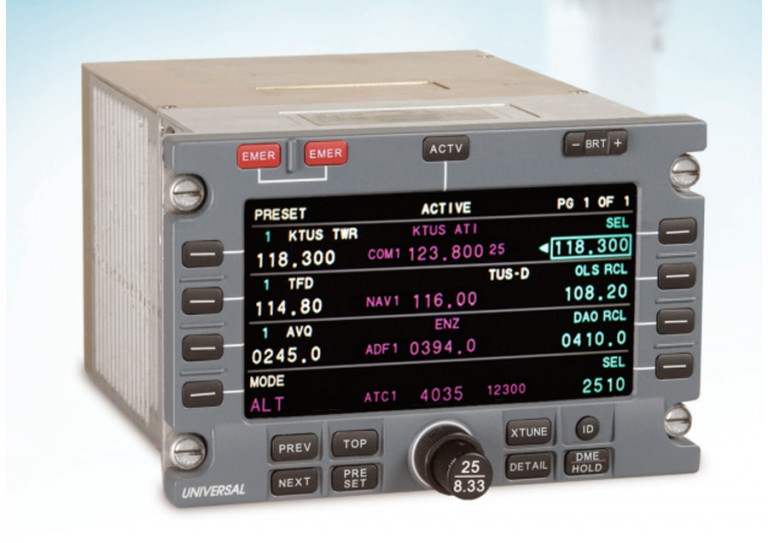 EMER EMER ACTV - BRT +
PRESET ACTIVE PG 1 OF 1
1 KTUS TWR KTUS ATI SEL
118.300 COM1 123.800 25 118.300
1 TFD TUS-D OLS RCL
114.80 NAV1 116.00 108.20
1 AVQ ENZ DAO RCL
0245.0 ADF1 0394.0 0410.0
MODE SEL
ALT ATC1 4035 12300 2510
PREV TOP XTUNE ID
NEXT PRE SET 25 8.33 DETAIL DME HOLD
UNIVERSAL